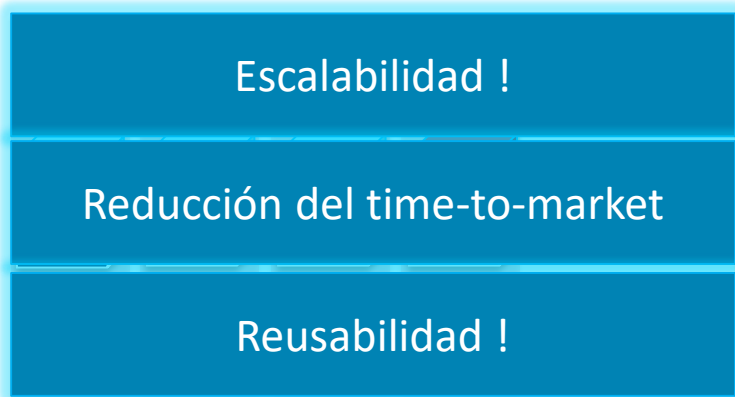 Escalabilidad !
Reducción del time-to-market
Reusabilidad !